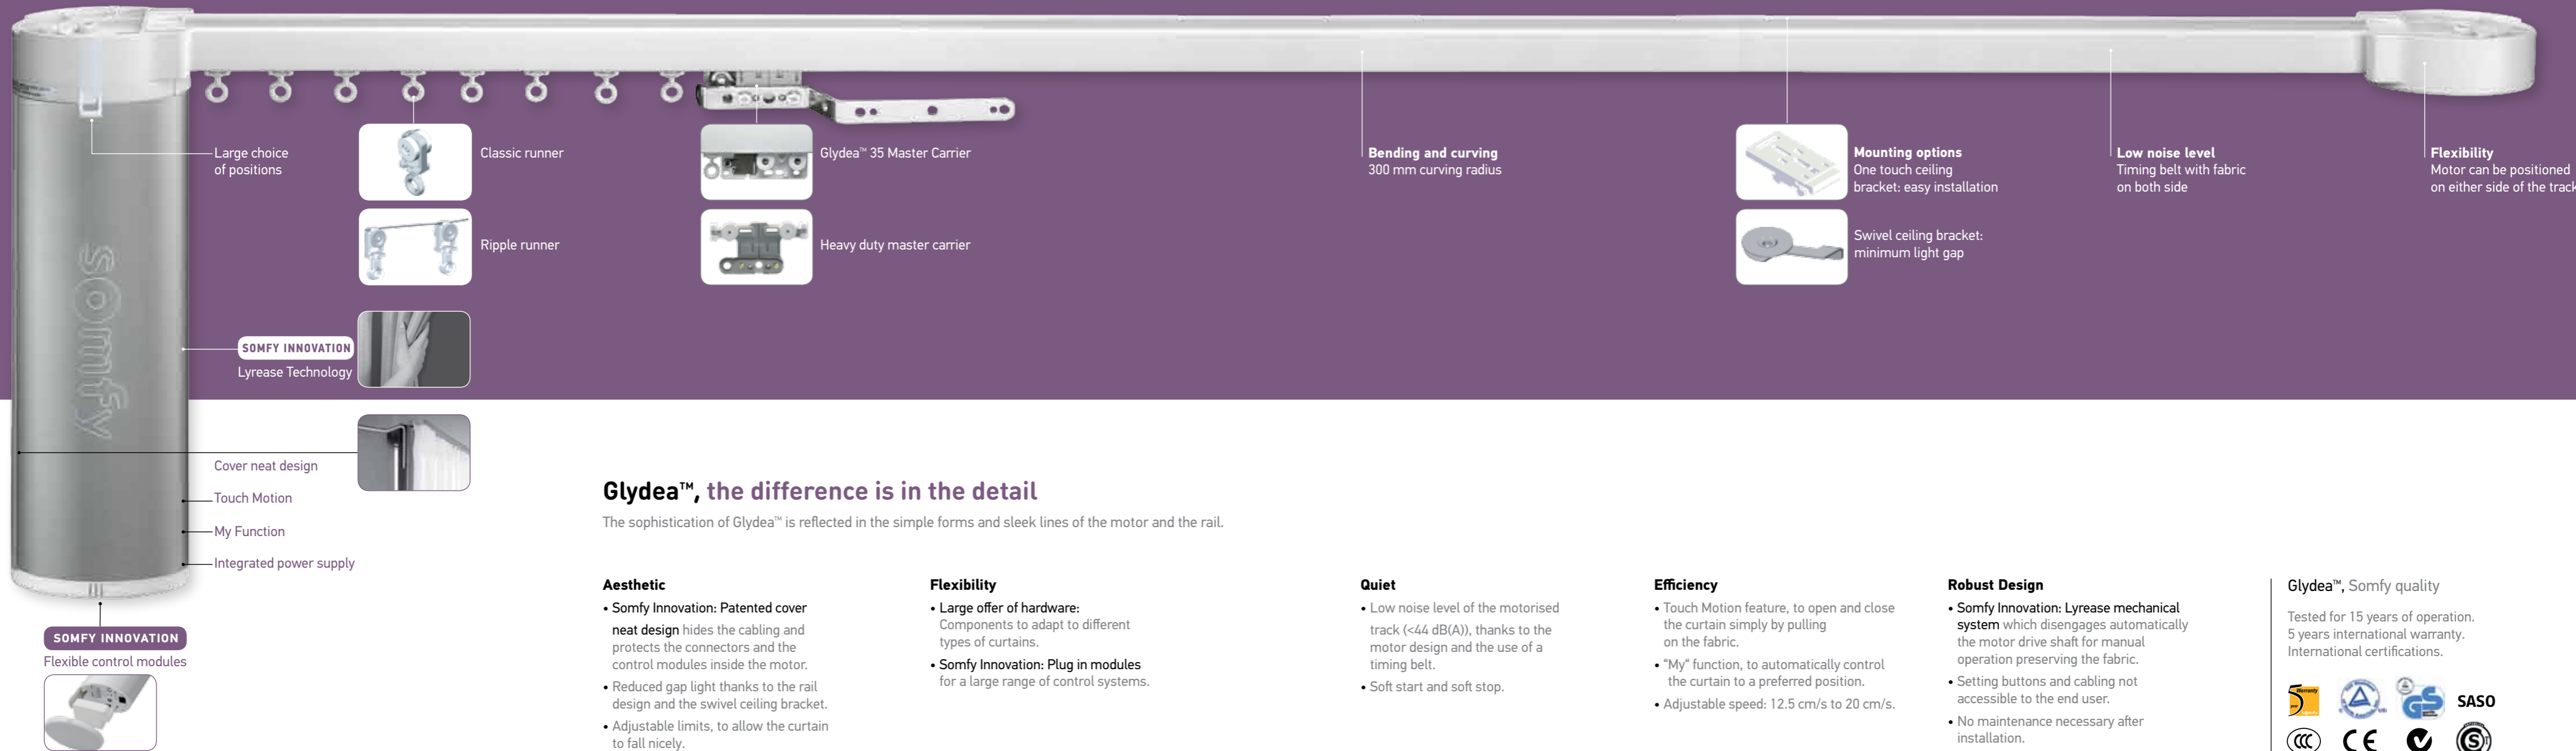 Large choice
of positions
Classic runner
Ripple runner
Glydea™ 35 Master Carrier
Heavy duty master carrier
Bending and curving
300 mm curving radius
Mounting options
One touch ceiling
bracket: easy installation
Swivel ceiling bracket:
minimum light gap
Low noise level
Timing belt with fabric
on both side
Flexibility
Motor can be positioned
on either side of the track
somfy
SOMFY INNOVATION
Lyrease Technology
Cover neat design
Touch Motion
My Function
Integrated power supply
SOMFY INNOVATION
Flexible control modules
Glydea™, the difference is in the detail
The sophistication of Glydea™ is reflected in the simple forms and sleek lines of the motor and the rail.
Aesthetic
• Somfy Innovation: Patented cover
neat design hides the cabling and
protects the connectors and the
control modules inside the motor.
• Reduced gap light thanks to the rail
design and the swivel ceiling bracket.
• Adjustable limits, to allow the curtain
to fall nicely.
Flexibility
• Large offer of hardware:
Components to adapt to different
types of curtains.
• Somfy Innovation: Plug in modules
for a large range of control systems.
Quiet
• Low noise level of the motorised
track (<44 dB(A)), thanks to the
motor design and the use of a
timing belt.
• Soft start and soft stop.
Efficiency
• Touch Motion feature, to open and close
the curtain simply by pulling
on the fabric.
• “My“ function, to automatically control
the curtain to a preferred position.
• Adjustable speed: 12.5 cm/s to 20 cm/s.
Robust Design
• Somfy Innovation: Lyrease mechanical
system which disengages automatically
the motor drive shaft for manual
operation preserving the fabric.
• Setting buttons and cabling not
accessible to the end user.
• No maintenance necessary after
installation.
Glydea™, Somfy quality
Tested for 15 years of operation.
5 years international warranty.
International certifications.
5 Warranty
GS
SASO
CCC
CE
S